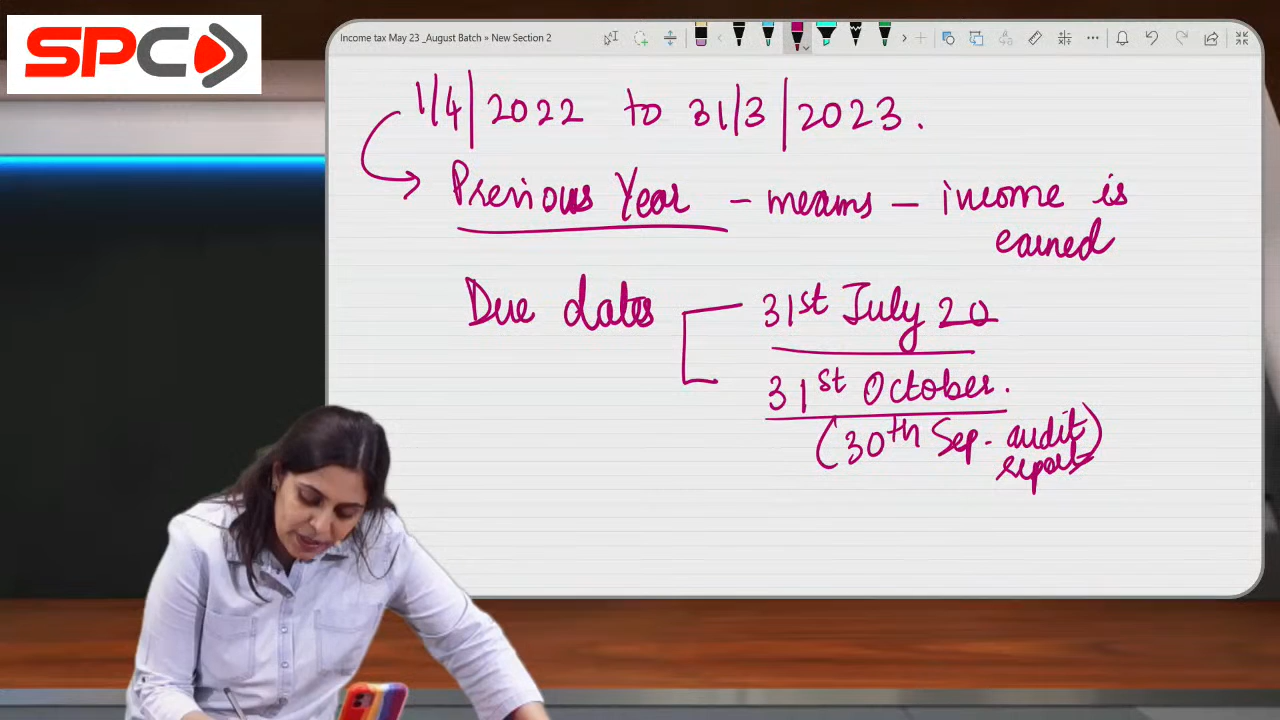 SPC
Income tax May 23 _August Batch » New Section 2
1/4/2022 to 31/3/2023.
Previous Year - means - income is
earned
Due dates
31st July 20
31st October.
(30th Sep. audit
report)